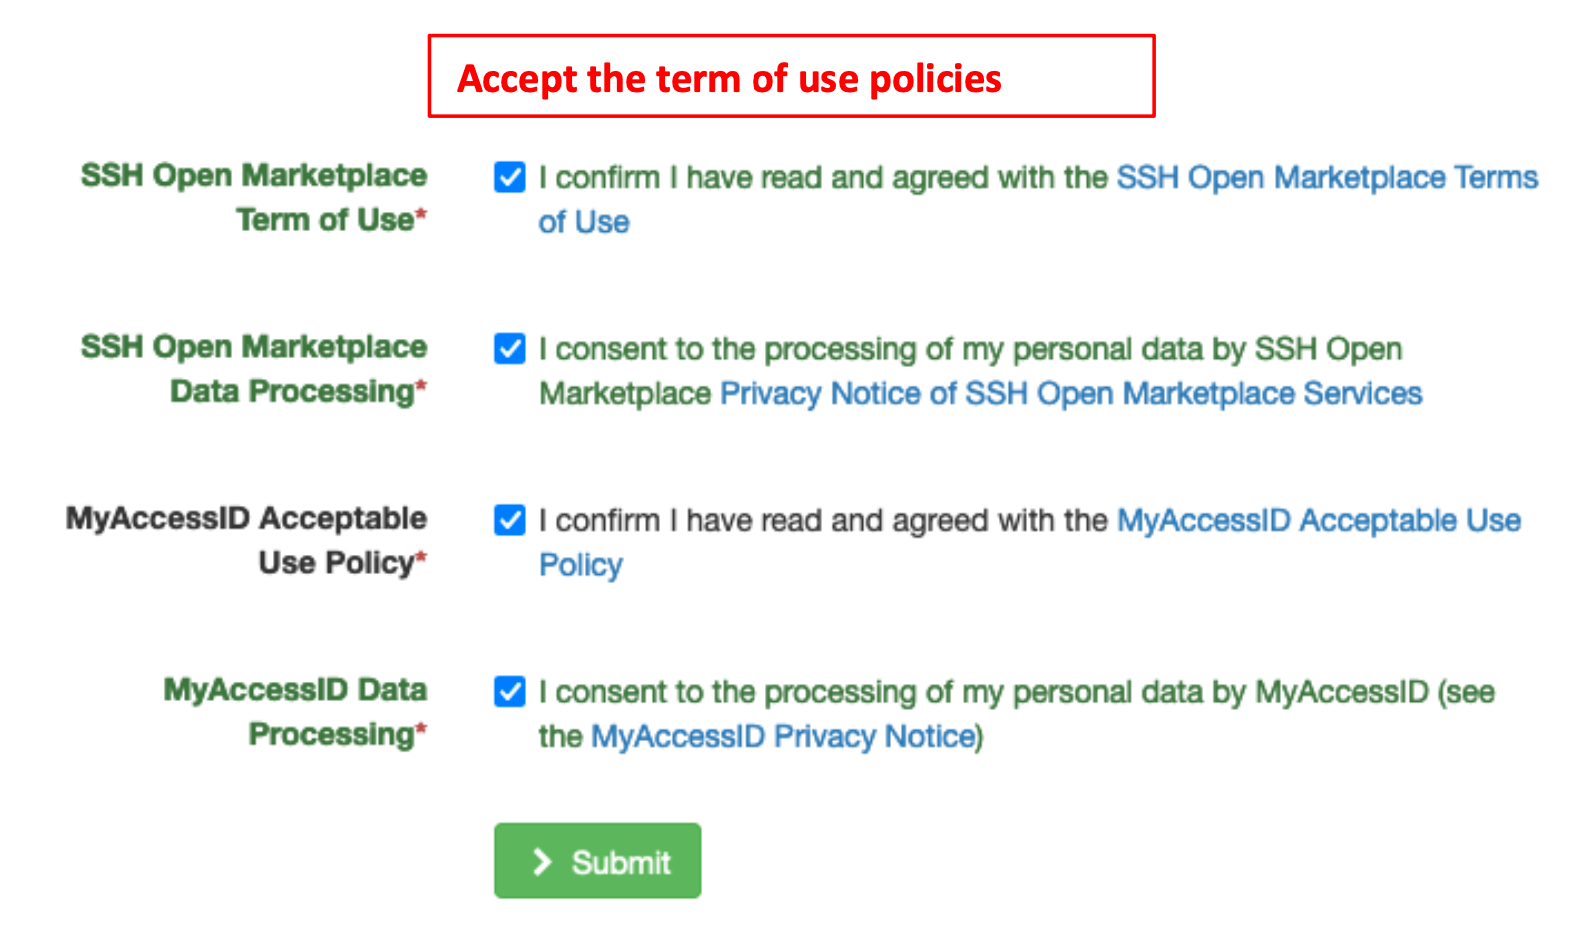 Accept the term of use policies
SSH Open Marketplace
Term of Use*
I confirm I have read and agreed with the SSH Open Marketplace Terms
of Use
SSH Open Marketplace
Data Processing*
I consent to the processing of my personal data by SSH Open
Marketplace Privacy Notice of SSH Open Marketplace Services
MyAccessID Acceptable
Use Policy*
I confirm I have read and agreed with the MyAccessID Acceptable Use
Policy
MyAccessID Data
Processing*
I consent to the processing of my personal data by MyAccessID (see
the MyAccessID Privacy Notice)
Submit